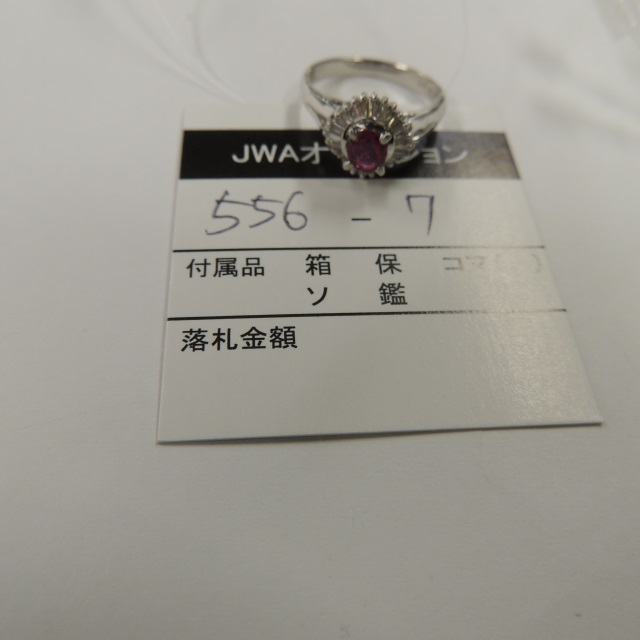 JWAオークション
556 - 7
付属品 箱 保 コマ( )
ソ 鑑
落札金額